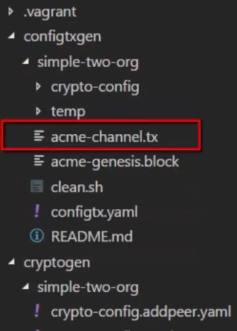 .vagrant
configtxgen
simple-two-org
crypto-config
temp
acme-channel.tx
acme-genesis.block
clean.sh
! configtx.yaml
README.md
cryptogen
simple-two-org
! crypto-config.addpeer.yaml